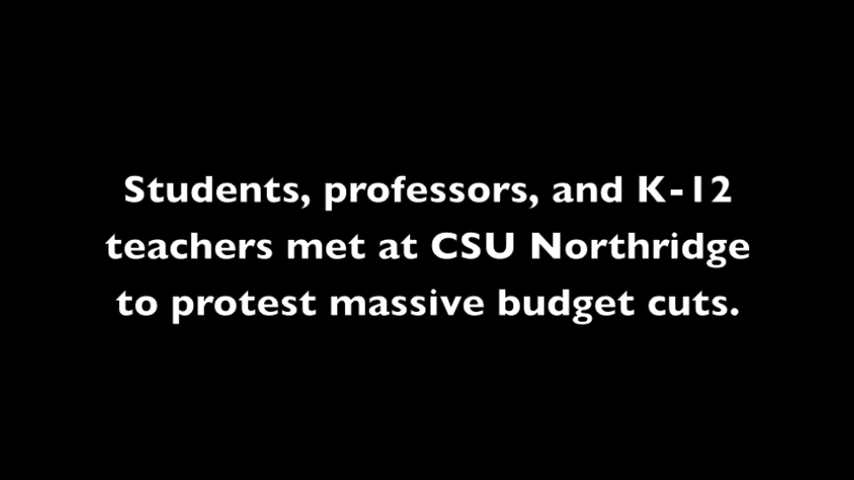 Students, professors, and K-12
teachers met at CSU Northridge
to protest massive budget cuts.